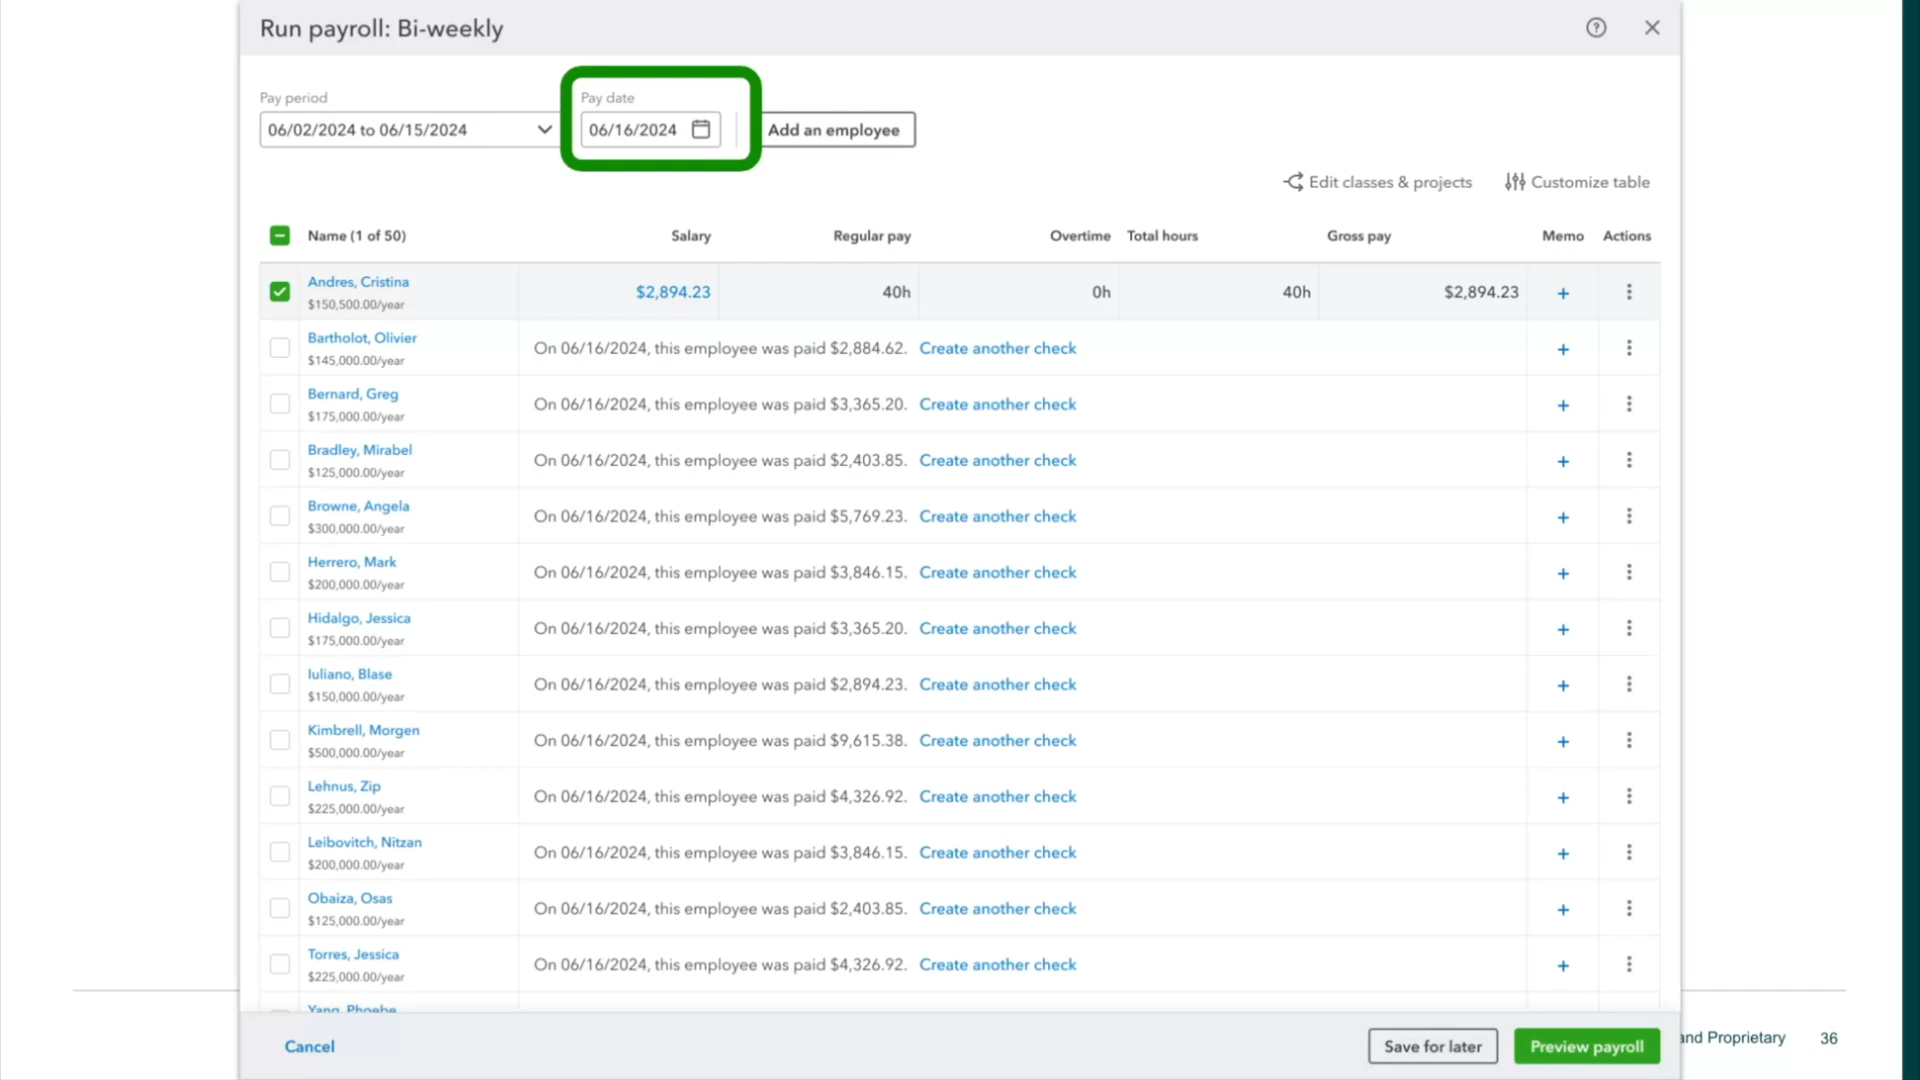 Run payroll: Bi-weekly
Pay period
Pay date
06/02/2024 to 06/15/2024
06/16/2024
Add an employee
Edit classes & projects
Customize table
Name (1 of 50) Salary Regular pay Overtime Total hours Gross pay Memo Actions
Andres, Cristina
$150,500.00/year
$2,894.23 40h 0h 40h $2,894.23
Bartholot, Olivier
$145,000.00/year
On 06/16/2024, this employee was paid $2,884.62. Create another check
Bernard, Greg
$175,000.00/year
On 06/16/2024, this employee was paid $3,365.20. Create another check
Bradley, Mirabel
$125,000.00/year
On 06/16/2024, this employee was paid $2,403.85. Create another check
Browne, Angela
$300,000.00/year
On 06/16/2024, this employee was paid $5,769.23. Create another check
Herrero, Mark
$200,000.00/year
On 06/16/2024, this employee was paid $3,846.15. Create another check
Hidalgo, Jessica
$175,000.00/year
On 06/16/2024, this employee was paid $3,365.20. Create another check
Iuliano, Blase
$150,000.00/year
On 06/16/2024, this employee was paid $2,894.23. Create another check
Kimbrell, Morgen
$500,000.00/year
On 06/16/2024, this employee was paid $9,615.38. Create another check
Lehnus, Zip
$225,000.00/year
On 06/16/2024, this employee was paid $4,326.92. Create another check
Leibovitch, Nitzan
$200,000.00/year
On 06/16/2024, this employee was paid $3,846.15. Create another check
Obaiza, Osas
$125,000.00/year
On 06/16/2024, this employee was paid $2,403.85. Create another check
Torres, Jessica
$225,000.00/year
On 06/16/2024, this employee was paid $4,326.92. Create another check
Yang, Phoebe
Cancel
Save for later
Preview payroll
and Proprietary 36